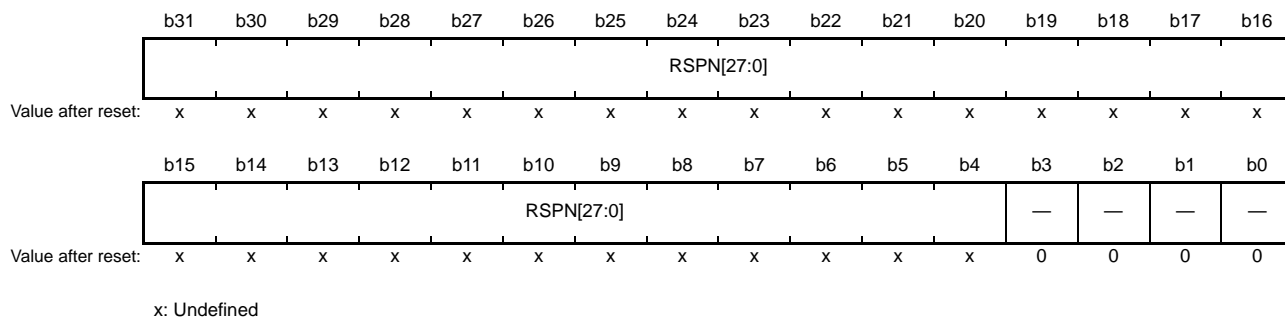 b31 b30 b29 b28 b27 b26 b25 b24 b23 b22 b21 b20 b19 b18 b17 b16
RSPN[27:0]
Value after reset: x x x x x x x x x x x x x x x x
b15 b14 b13 b12 b11 b10 b9 b8 b7 b6 b5 b4 b3 b2 b1 b0
RSPN[27:0] — — — —
Value after reset: x x x x x x x x x x x x 0 0 0 0
x: Undefined